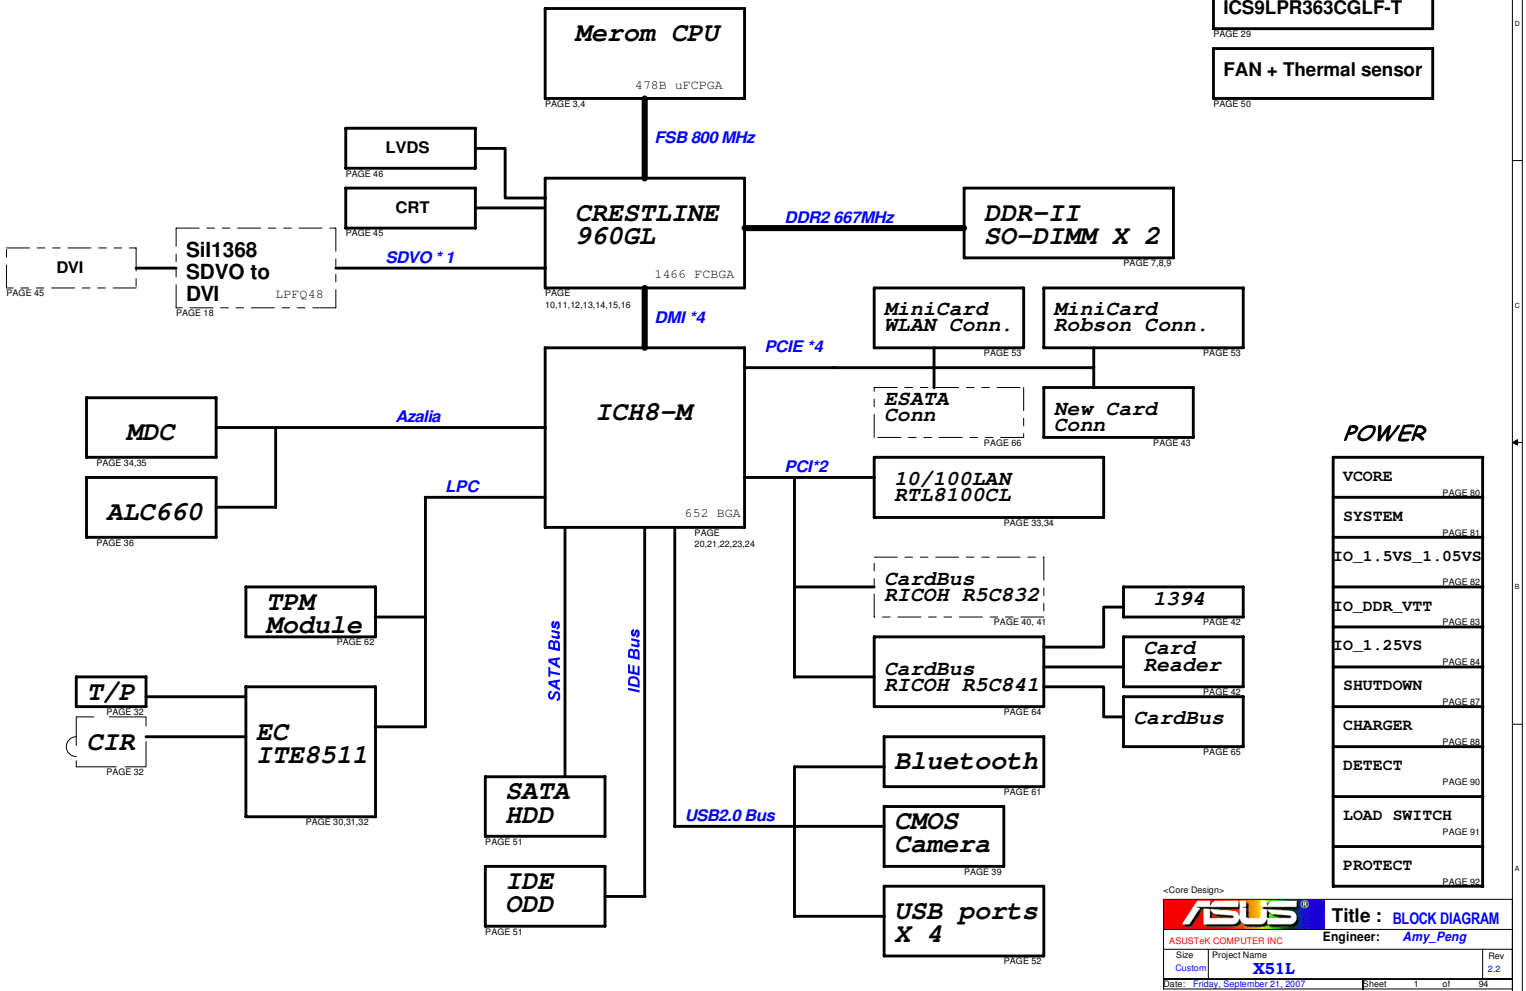 ICS9LPR363CGLF-T
PAGE 29
FAN + Thermal sensor
PAGE 50
Merom CPU
478B uFCPGA
PAGE 3,4
FSB 800 MHz
LVDS
PAGE 46
CRT
PAGE 45
CRESTLINE
960GL
1466 FCBGA
PAGE
10,11,12,13,14,15,16
DDR2 667MHz
DDR-II
SO-DIMM X 2
PAGE 7,8,9
DVI
PAGE 45
SiI1368
SDVO to
DVI
LPFQ48
PAGE 18
SDVO * 1
DMI *4
MiniCard
WLAN Conn.
PAGE 53
MiniCard
Robson Conn.
PAGE 53
PCIE *4
ESATA
Conn
PAGE 66
New Card
Conn
PAGE 43
ICH8-M
652 BGA
PAGE
20,21,22,23,24
MDC
PAGE 34,35
Azalia
ALC660
PAGE 36
LPC
PCI*2
10/100LAN
RTL8100CL
PAGE 33,34
CardBus
RICOH R5C832
PAGE 40, 41
CardBus
RICOH R5C841
PAGE 64
1394
PAGE 42
Card
Reader
PAGE 42
CardBus
PAGE 65
TPM
Module
PAGE 62
T/P
PAGE 32
CIR
PAGE 32
EC
ITE8511
PAGE 30,31,32
SATA Bus
IDE Bus
SATA
HDD
PAGE 51
IDE
ODD
PAGE 51
USB2.0 Bus
Bluetooth
PAGE 61
CMOS
Camera
PAGE 39
USB ports
X 4
PAGE 52
POWER
VCORE
PAGE 80
SYSTEM
PAGE 81
IO_1.5VS_1.05VS
PAGE 82
IO_DDR_VTT
PAGE 83
IO_1.25VS
PAGE 84
SHUTDOWN
PAGE 87
CHARGER
PAGE 88
DETECT
PAGE 90
LOAD SWITCH
PAGE 91
PROTECT
PAGE 92
D
C
B
A
<Core Design>
ASUS®
Title : BLOCK DIAGRAM
ASUSTeK COMPUTER INC
Engineer: Amy_Peng
Size Project Name Rev
Custom X51L 2.2
Date: Friday, September 21, 2007 Sheet 1 of 94